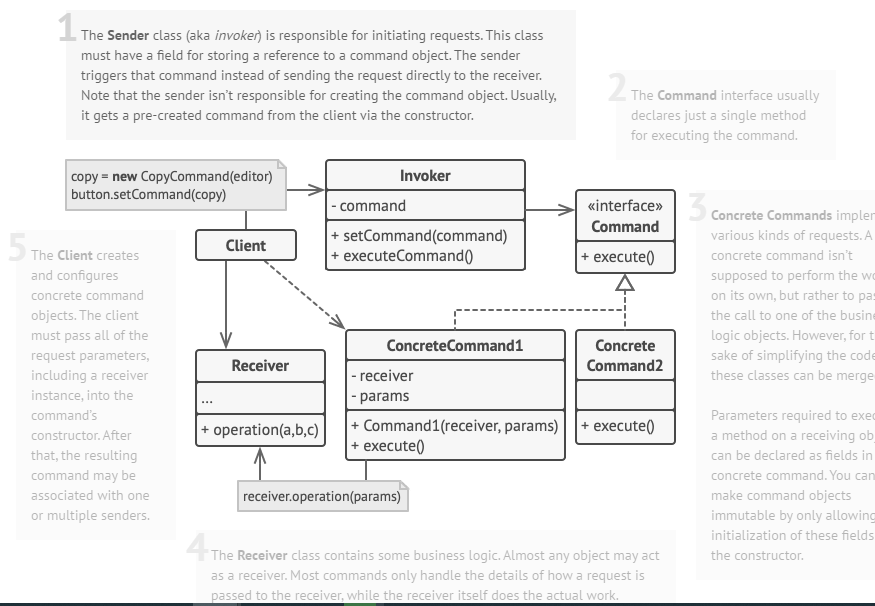 1
The Sender class (aka invoker) is responsible for initiating requests. This class
must have a field for storing a reference to a command object. The sender
triggers that command instead of sending the request directly to the receiver.
Note that the sender isn't responsible for creating the command object. Usually,
it gets a pre-created command from the client via the constructor.
2
The Command interface usually
declares just a single method
for executing the command.
copy = new CopyCommand(editor)
button.setCommand(copy)
Invoker
- command
+ setCommand(command)
+ executeCommand()
«interface»
Command
+ execute()
3
Concrete Commands implem
various kinds of requests. A
concrete command isn't
supposed to perform the wo
on its own, but rather to pas
the call to one of the busine
logic objects. However, for t
sake of simplifying the code
these classes can be merge
Parameters required to exec
a method on a receiving obj
can be declared as fields in
concrete command. You can
make command objects
immutable by only allowing
initialization of these fields
the constructor.
5
The Client creates
and configures
concrete command
objects. The client
must pass all of the
request parameters,
including a receiver
instance, into the
command's
constructor. After
that, the resulting
command may be
associated with one
or multiple senders.
Client
Receiver
...
+ operation(a,b,c)
ConcreteCommand1
- receiver
- params
+ Command1(receiver, params)
+ execute()
Concrete
Command2
+ execute()
receiver.operation(params)
4
The Receiver class contains some business logic. Almost any object may act
as a receiver. Most commands only handle the details of how a request is
passed to the receiver, while the receiver itself does the actual work.